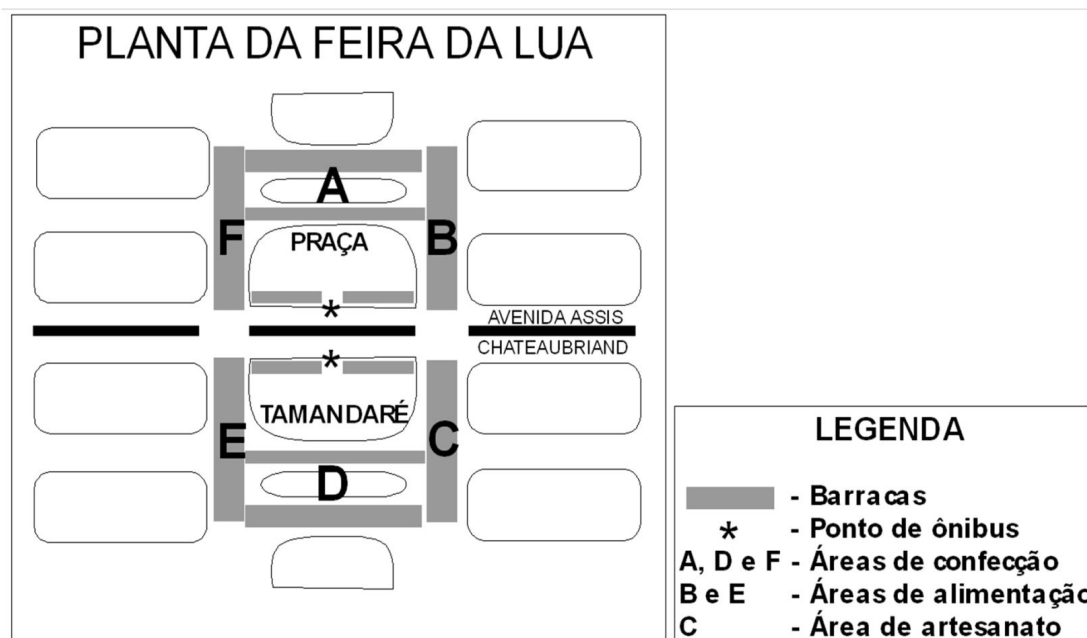 PLANTA DA FEIRA DA LUA
A
F
B
PRAÇA
*
AVENIDA ASSIS
CHATEAUBRIAND
*
TAMANDARÉ
E
C
D
LEGENDA
- Barracas
* - Ponto de ônibus
A, D e F - Áreas de confecção
B e E - Áreas de alimentação
C - Área de artesanato